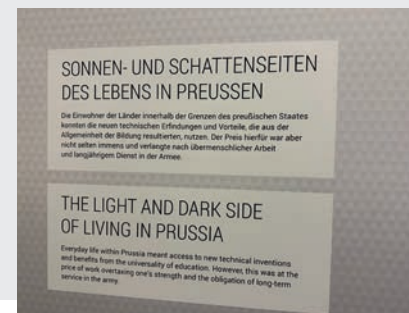 SONNEN- UND SCHATTENSEITEN
DES LEBENS IN PREUSSEN
Die Einwohner der Länder innerhalb der Grenzen des preußischen Staates
konnten die neuen technischen Erfindungen und Vorteile, die aus der
Allgemeinheit der Bildung resultierten, nutzen. Der Preis hierfür war aber
nicht selten immens und verlangte nach übermenschlicher Arbeit
und langjährigem Dienst in der Armee.
THE LIGHT AND DARK SIDE
OF LIVING IN PRUSSIA
Everyday life within Prussia meant access to new technical inventions
and benefits from the universality of education. However, this was at the
price of work overtaxing one's strength and the obligation of long-term
service in the army.